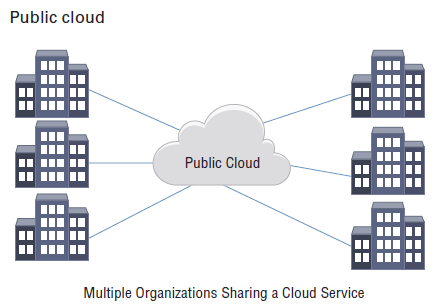 Public cloud
Public Cloud
Multiple Organizations Sharing a Cloud Service